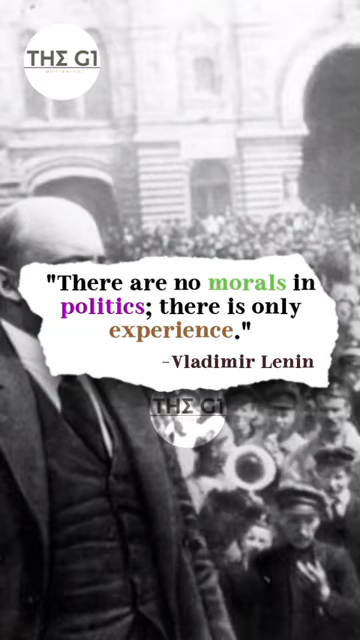 THΣ G1
"There are no morals in
politics; there is only
experience."
-Vladimir Lenin
THΣ G1